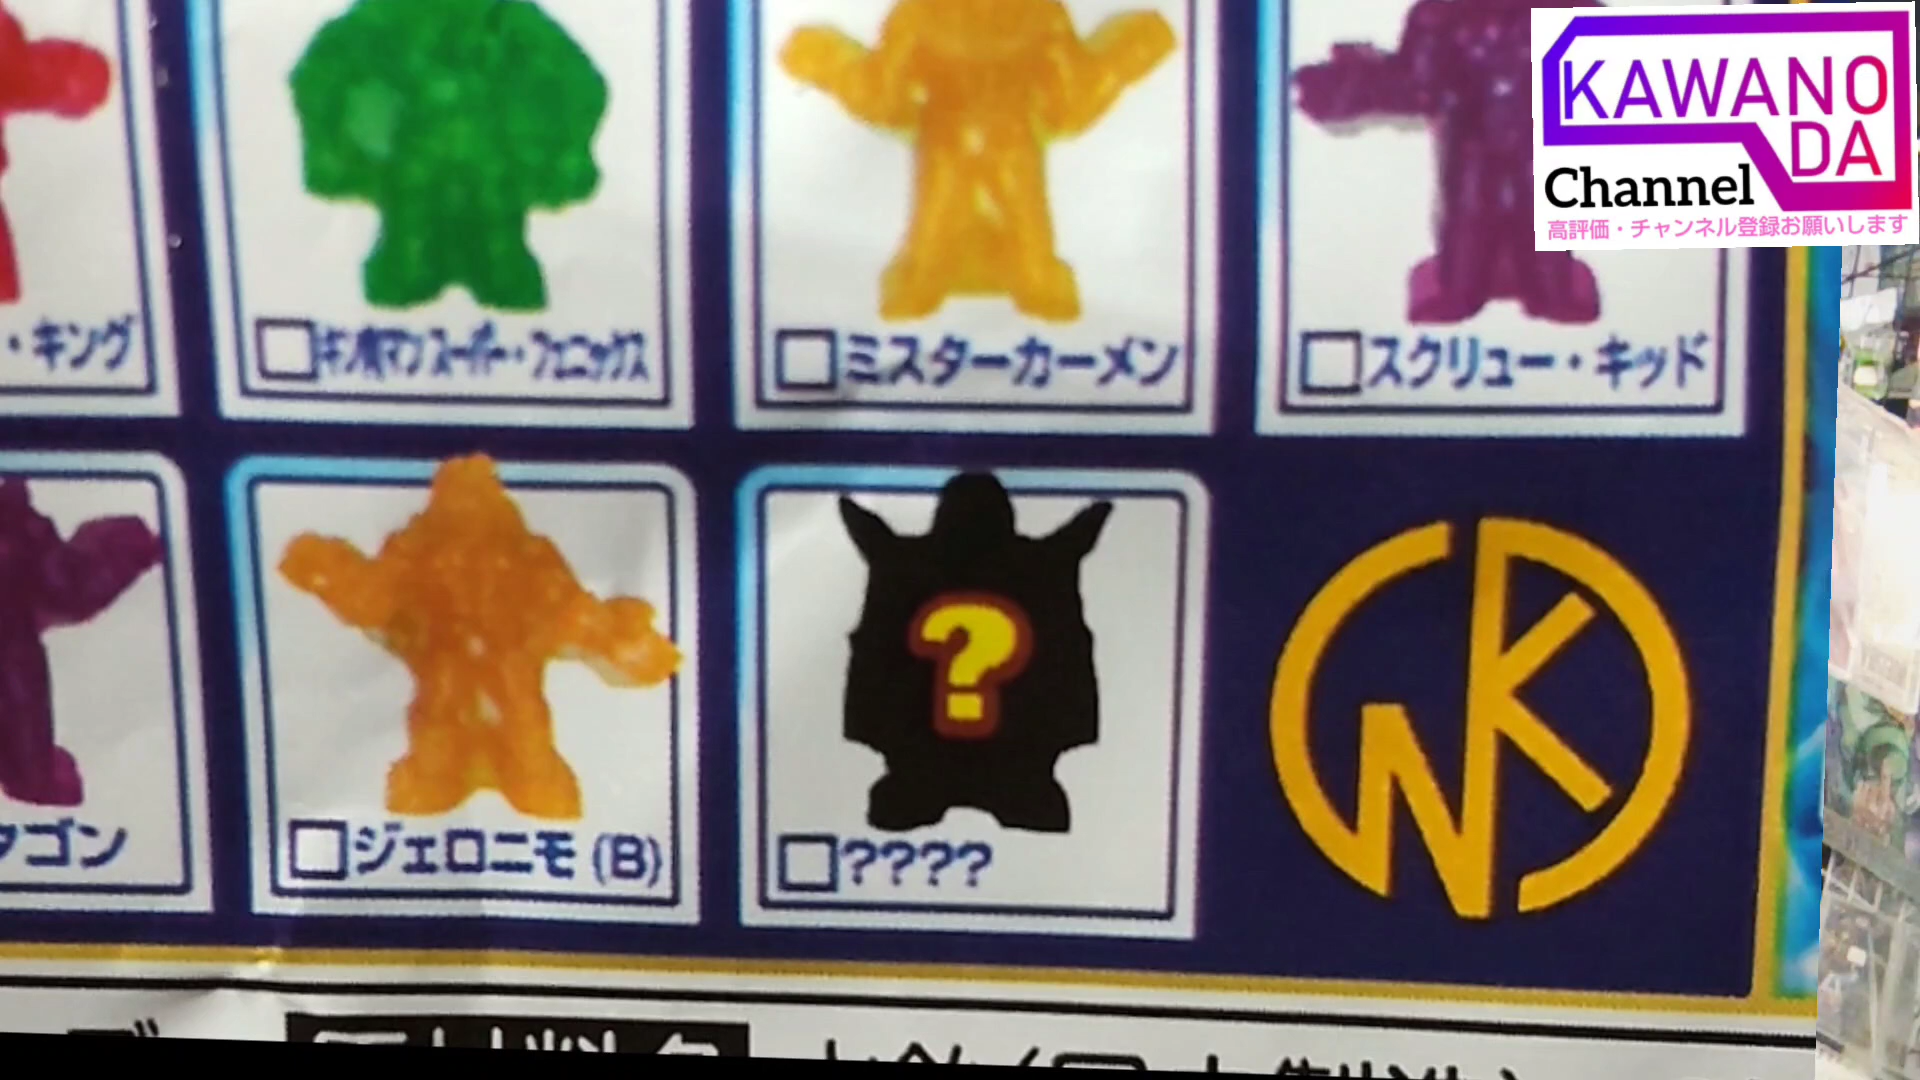 KAWANO
DA
Channel
高評価・チャンネル登録お願いします
・キング
キン肉マンスーパー・フェニックス
ミスターカーメン
スクリュー・キッド
タゴン
ジェロニモ (B)
?
????